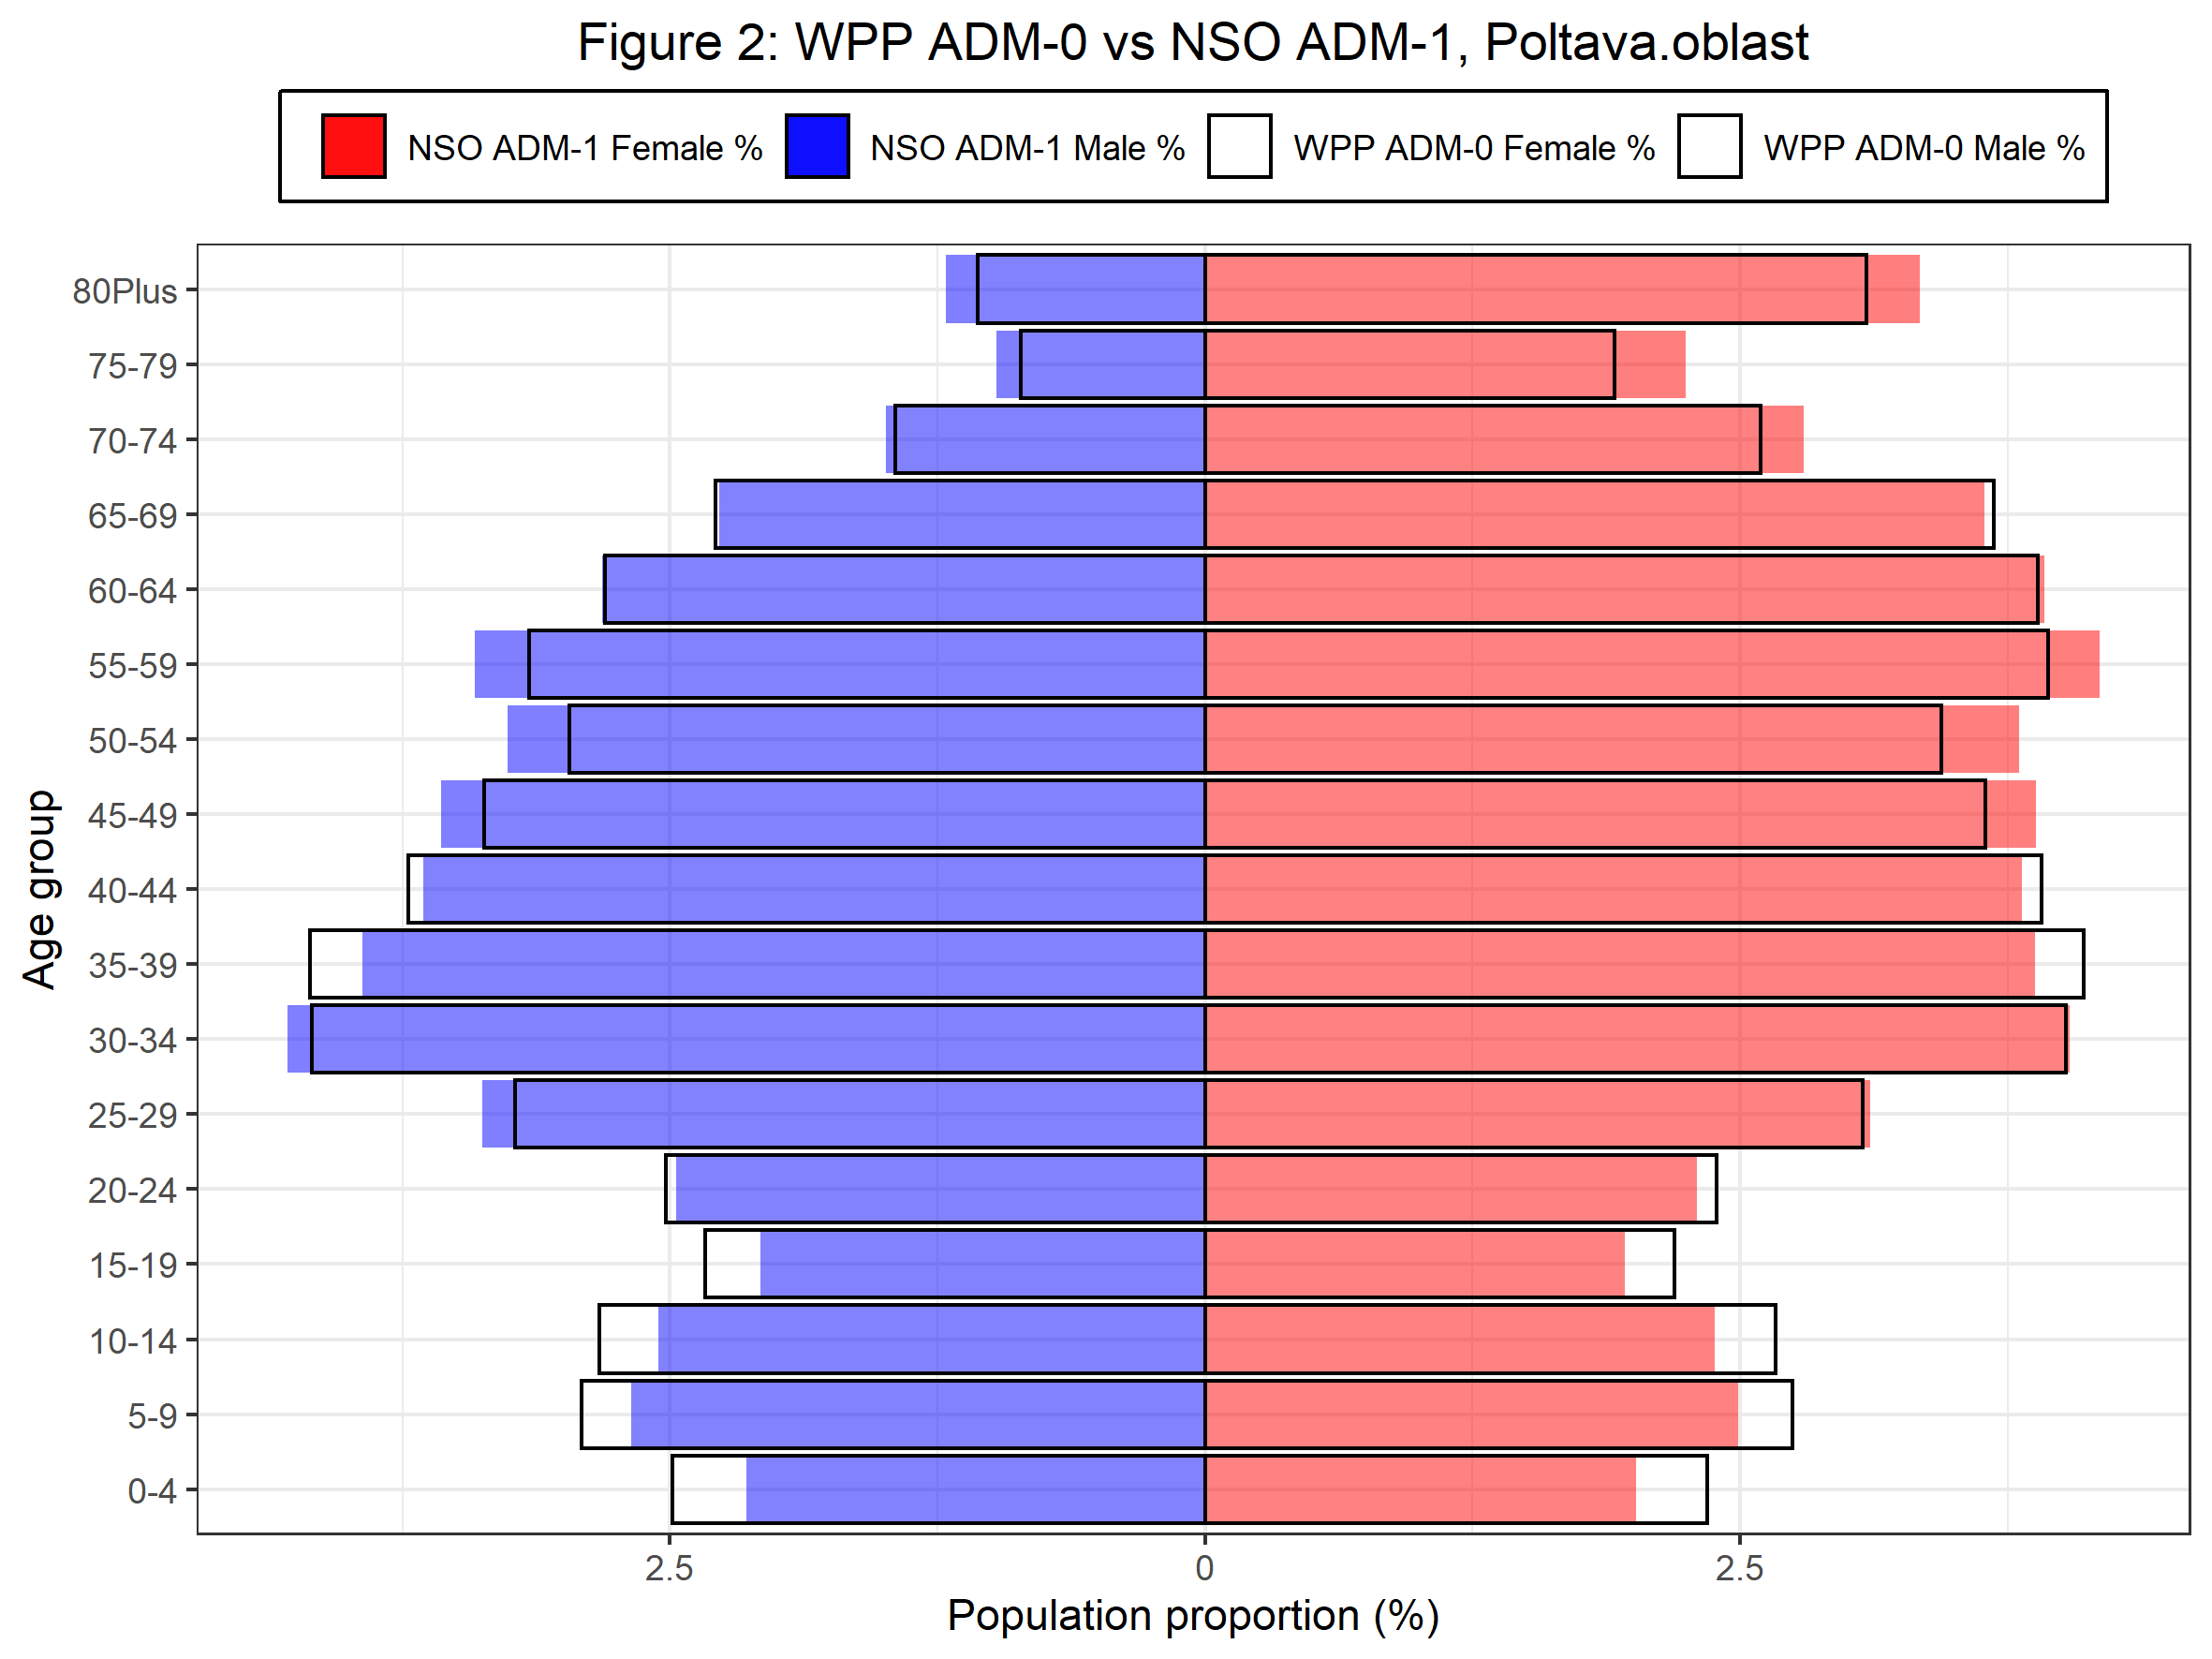 Figure 2: WPP ADM-0 vs NSO ADM-1, Poltava.oblast
NSO ADM-1 Female % NSO ADM-1 Male % WPP ADM-0 Female % WPP ADM-0 Male %
80Plus
75-79
70-74
65-69
60-64
55-59
50-54
45-49
40-44
35-39
30-34
25-29
20-24
15-19
10-14
5-9
0-4
Age group
2.5 0 2.5
Population proportion (%)